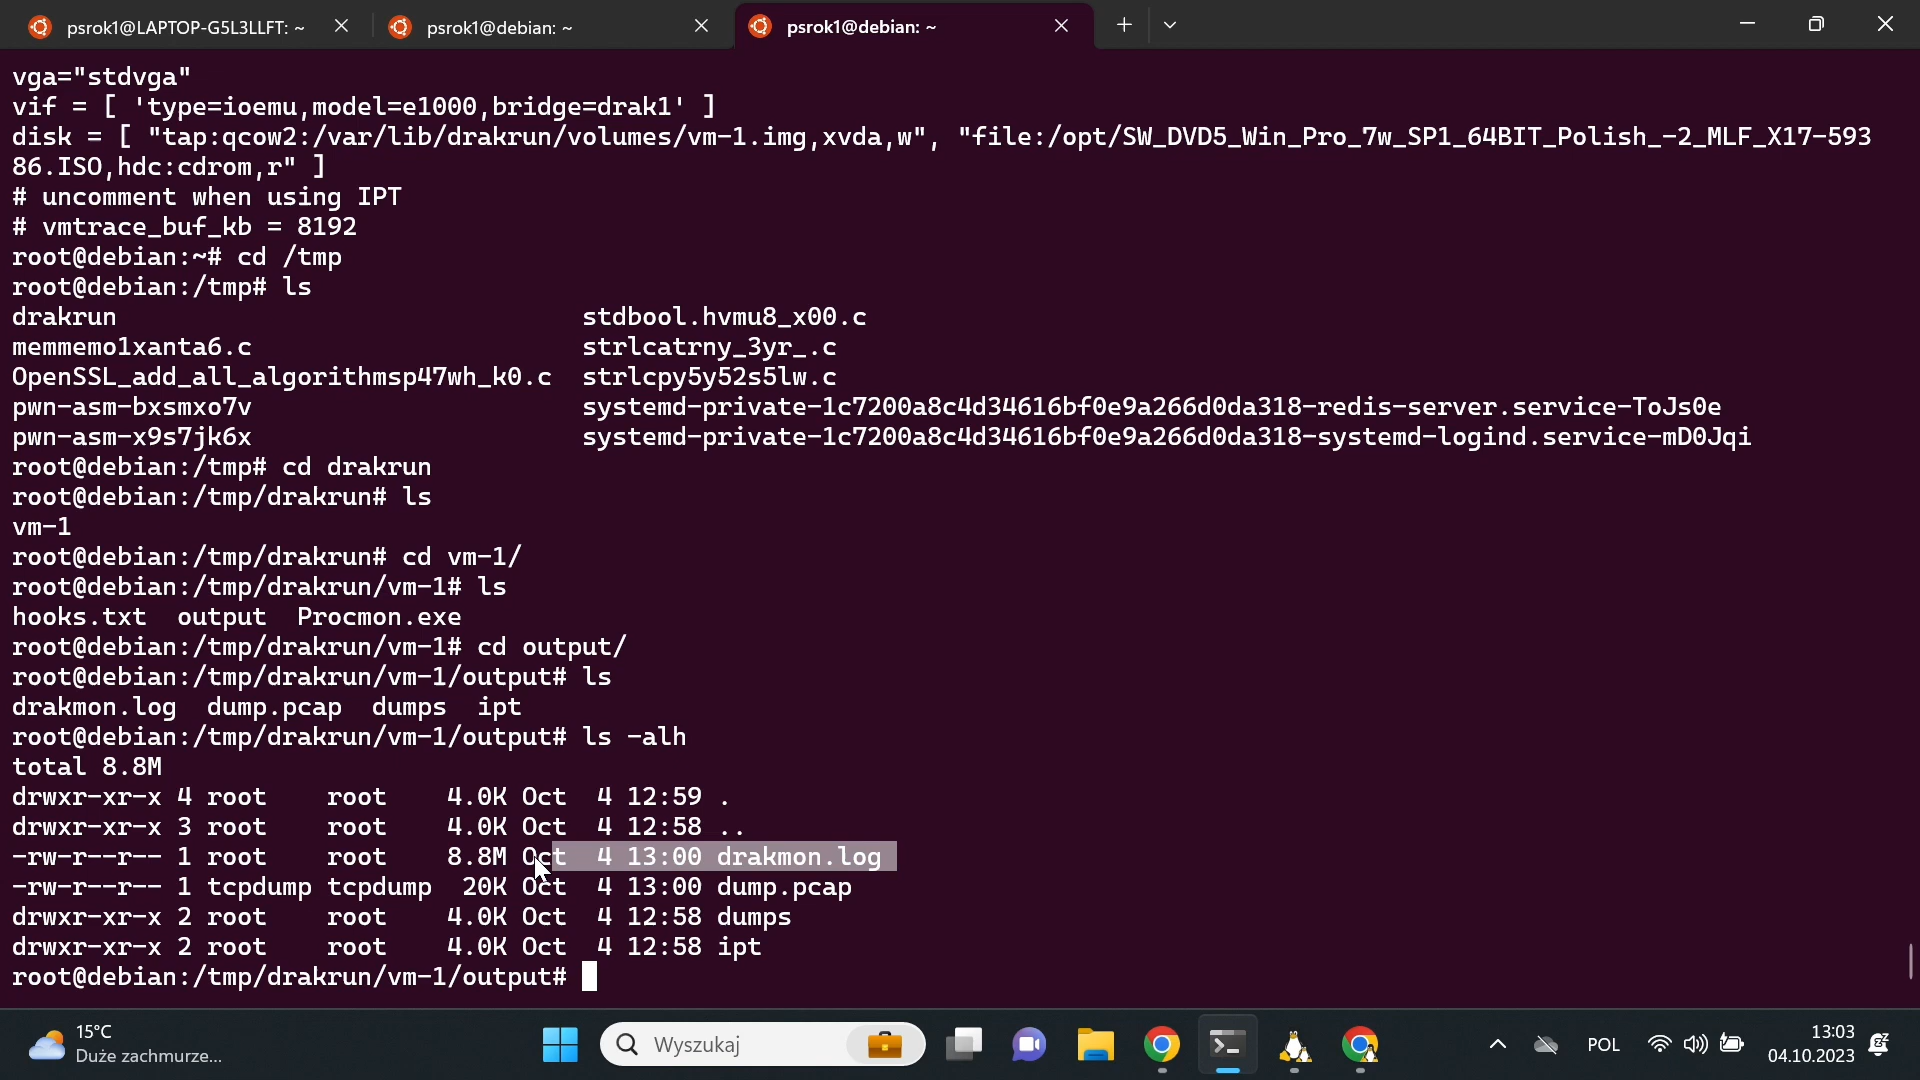 psrok1@LAPTOP-G5L3LLFT: ~
psrok1@debian: ~
psrok1@debian: ~
vga="stdvga"
vif = [ 'type=ioemu,model=e1000,bridge=drak1' ]
disk = [ "tap:qcow2:/var/lib/drakrun/volumes/vm-1.img,xvda,w", "file:/opt/SW_DVD5_Win_Pro_7w_SP1_64BIT_Polish_-2_MLF_X17-593
86.ISO,hdc:cdrom,r" ]
# uncomment when using IPT
# vmtrace_buf_kb = 8192
root@debian:~# cd /tmp
root@debian:/tmp# ls
drakrun                               stdbool.hvmu8_x00.c
memmemo1xanta6.c                      strlcatrny_3yr_.c
OpenSSL_add_all_algorithmsp47wh_k0.c  strlcpy5y52s5lw.c
pwn-asm-bxsmxo7v                      systemd-private-1c7200a8c4d34616bf0e9a266d0da318-redis-server.service-ToJs0e
pwn-asm-x9s7jk6x                      systemd-private-1c7200a8c4d34616bf0e9a266d0da318-systemd-logind.service-mD0Jqi
root@debian:/tmp# cd drakrun
root@debian:/tmp/drakrun# ls
vm-1
root@debian:/tmp/drakrun# cd vm-1/
root@debian:/tmp/drakrun/vm-1# ls
hooks.txt  output  Procmon.exe
root@debian:/tmp/drakrun/vm-1# cd output/
root@debian:/tmp/drakrun/vm-1/output# ls
drakmon.log  dump.pcap  dumps  ipt
root@debian:/tmp/drakrun/vm-1/output# ls -alh
total 8.8M
drwxr-xr-x 4 root    root    4.0K Oct  4 12:59 .
drwxr-xr-x 3 root    root    4.0K Oct  4 12:58 ..
-rw-r--r-- 1 root    root    8.8M Oct  4 13:00 drakmon.log
-rw-r--r-- 1 tcpdump tcpdump  20K Oct  4 13:00 dump.pcap
drwxr-xr-x 2 root    root    4.0K Oct  4 12:58 dumps
drwxr-xr-x 2 root    root    4.0K Oct  4 12:58 ipt
root@debian:/tmp/drakrun/vm-1/output#
15°C
Duże zachmurze...
Wyszukaj
POL
13:03
04.10.2023